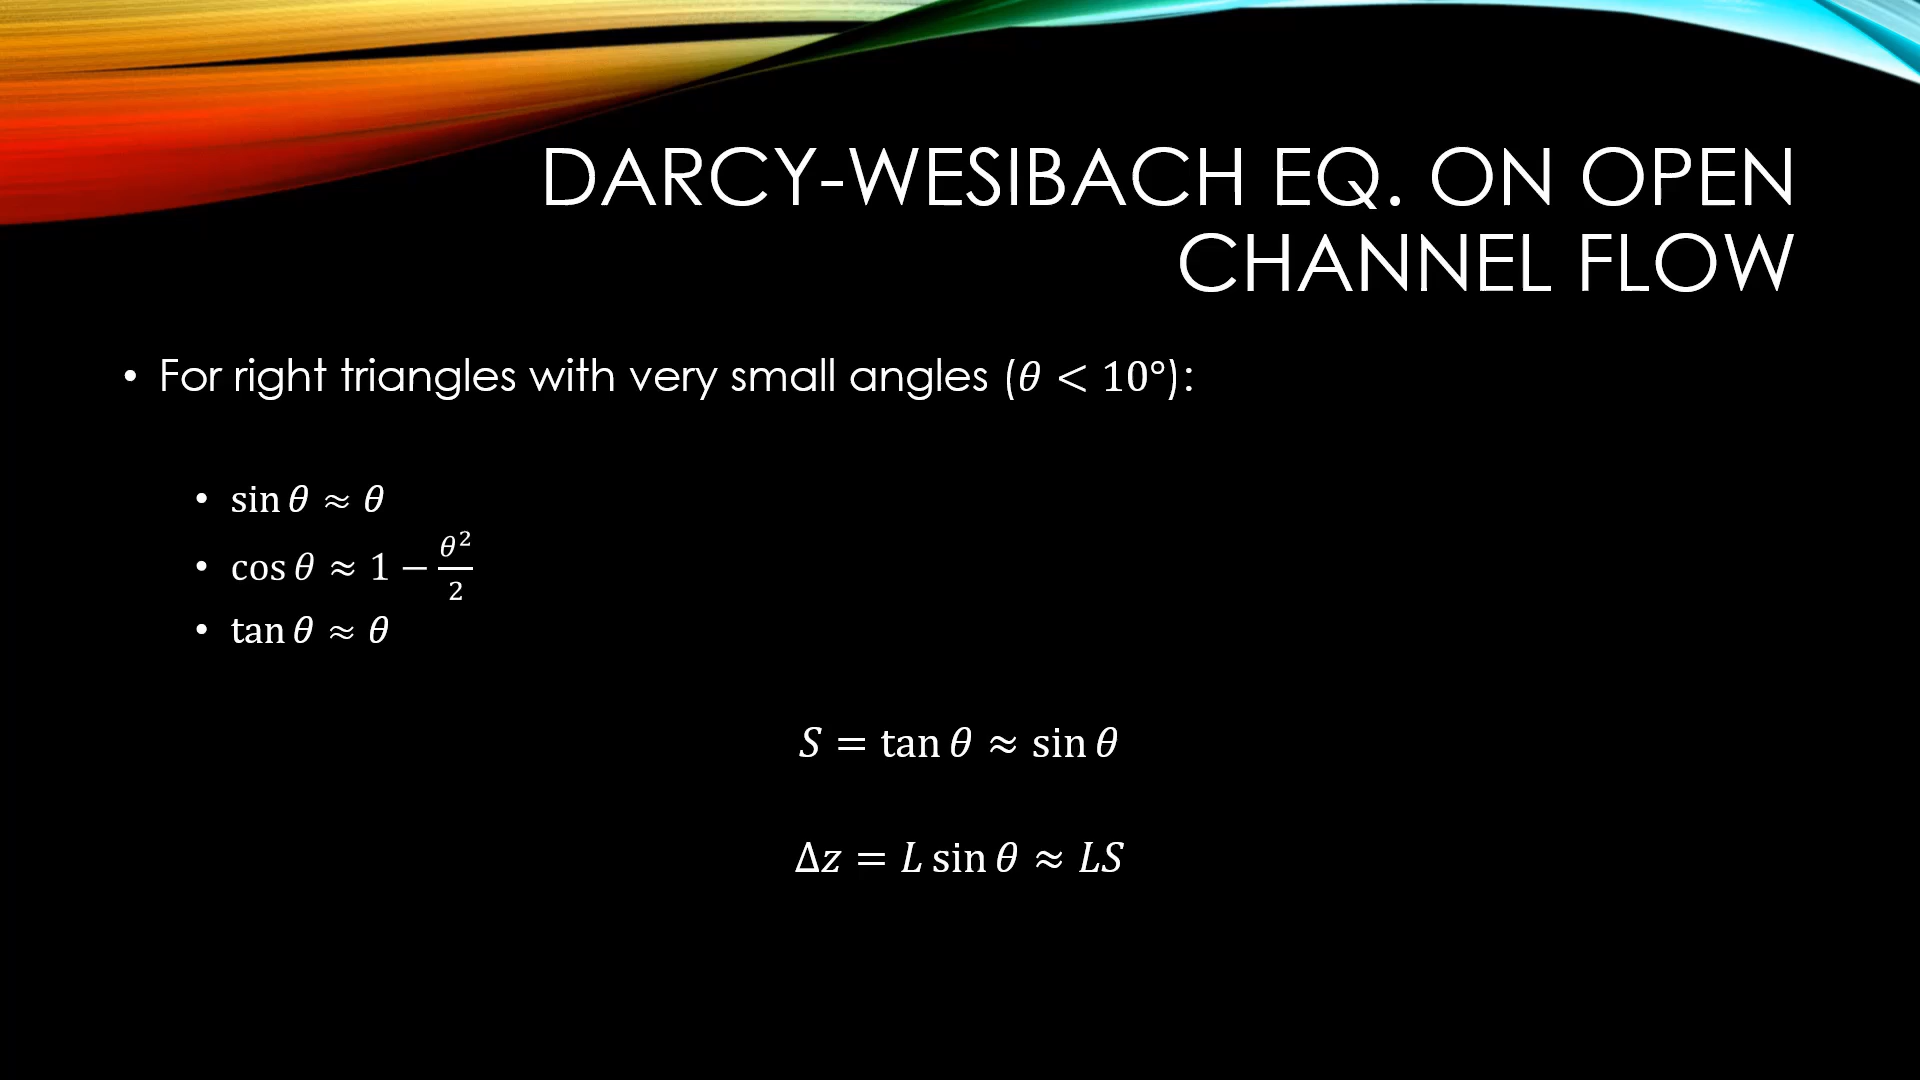 DARCY-WESIBACH EQ. ON OPEN
CHANNEL FLOW
• For right triangles with very small angles (θ < 10°):
• sin θ ≈ θ
• cos θ ≈ 1 − θ²/2
• tan θ ≈ θ
S = tan θ ≈ sin θ
Δz = L sin θ ≈ LS